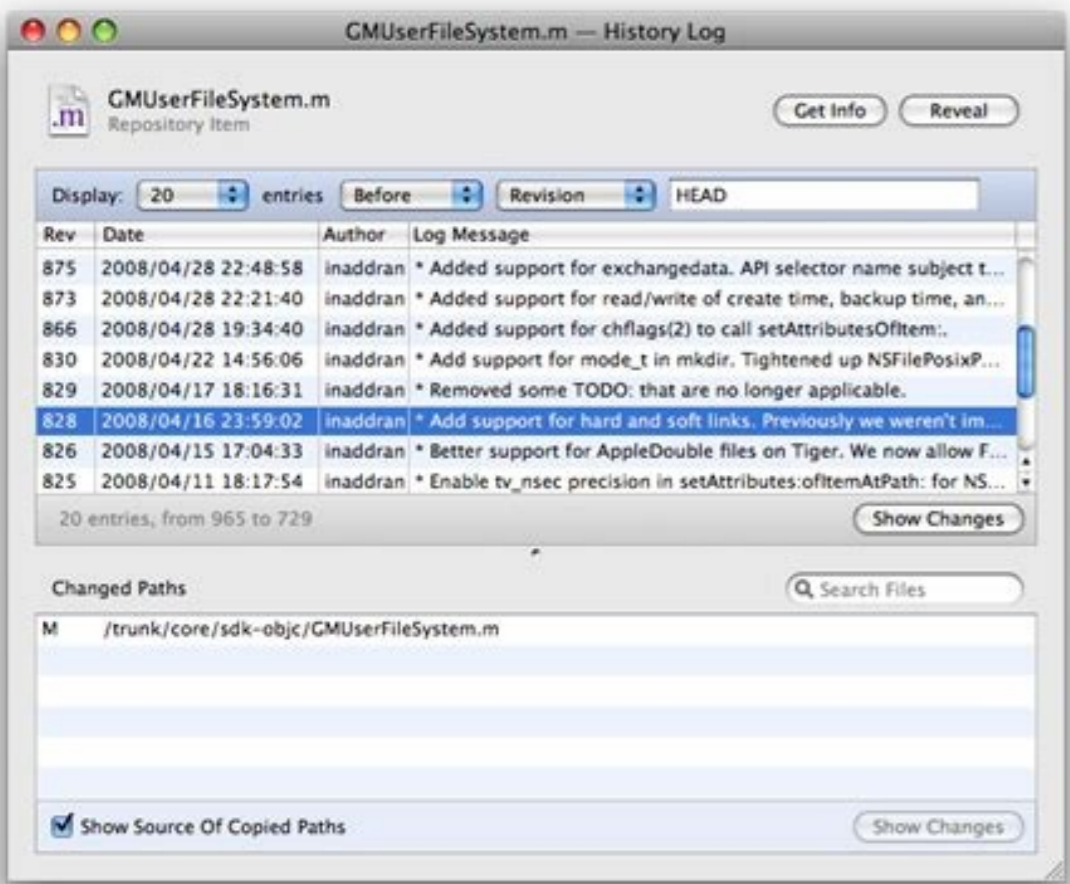 GMUserFileSystem.m — History Log
.m
GMUserFileSystem.m
Repository Item
Get Info
Reveal
Display: 20 entries Before Revision HEAD
Rev Date Author Log Message
875 2008/04/28 22:48:58 inaddran * Added support for exchangedata. API selector name subject t...
873 2008/04/28 22:21:40 inaddran * Added support for read/write of create time, backup time, an...
866 2008/04/28 19:34:40 inaddran * Added support for chflags(2) to call setAttributesOfItem:.
830 2008/04/22 14:56:06 inaddran * Add support for mode_t in mkdir. Tightened up NSFilePosixP...
829 2008/04/17 18:16:31 inaddran * Removed some TODO: that are no longer applicable.
828 2008/04/16 23:59:02 inaddran * Add support for hard and soft links. Previously we weren't im...
826 2008/04/15 17:04:33 inaddran * Better support for AppleDouble files on Tiger. We now allow F...
825 2008/04/11 18:17:54 inaddran * Enable tv_nsec precision in setAttributes:ofItemAtPath: for NS...
20 entries, from 965 to 729
Show Changes
Changed Paths
Search Files
M /trunk/core/sdk-objc/GMUserFileSystem.m
Show Source Of Copied Paths
Show Changes